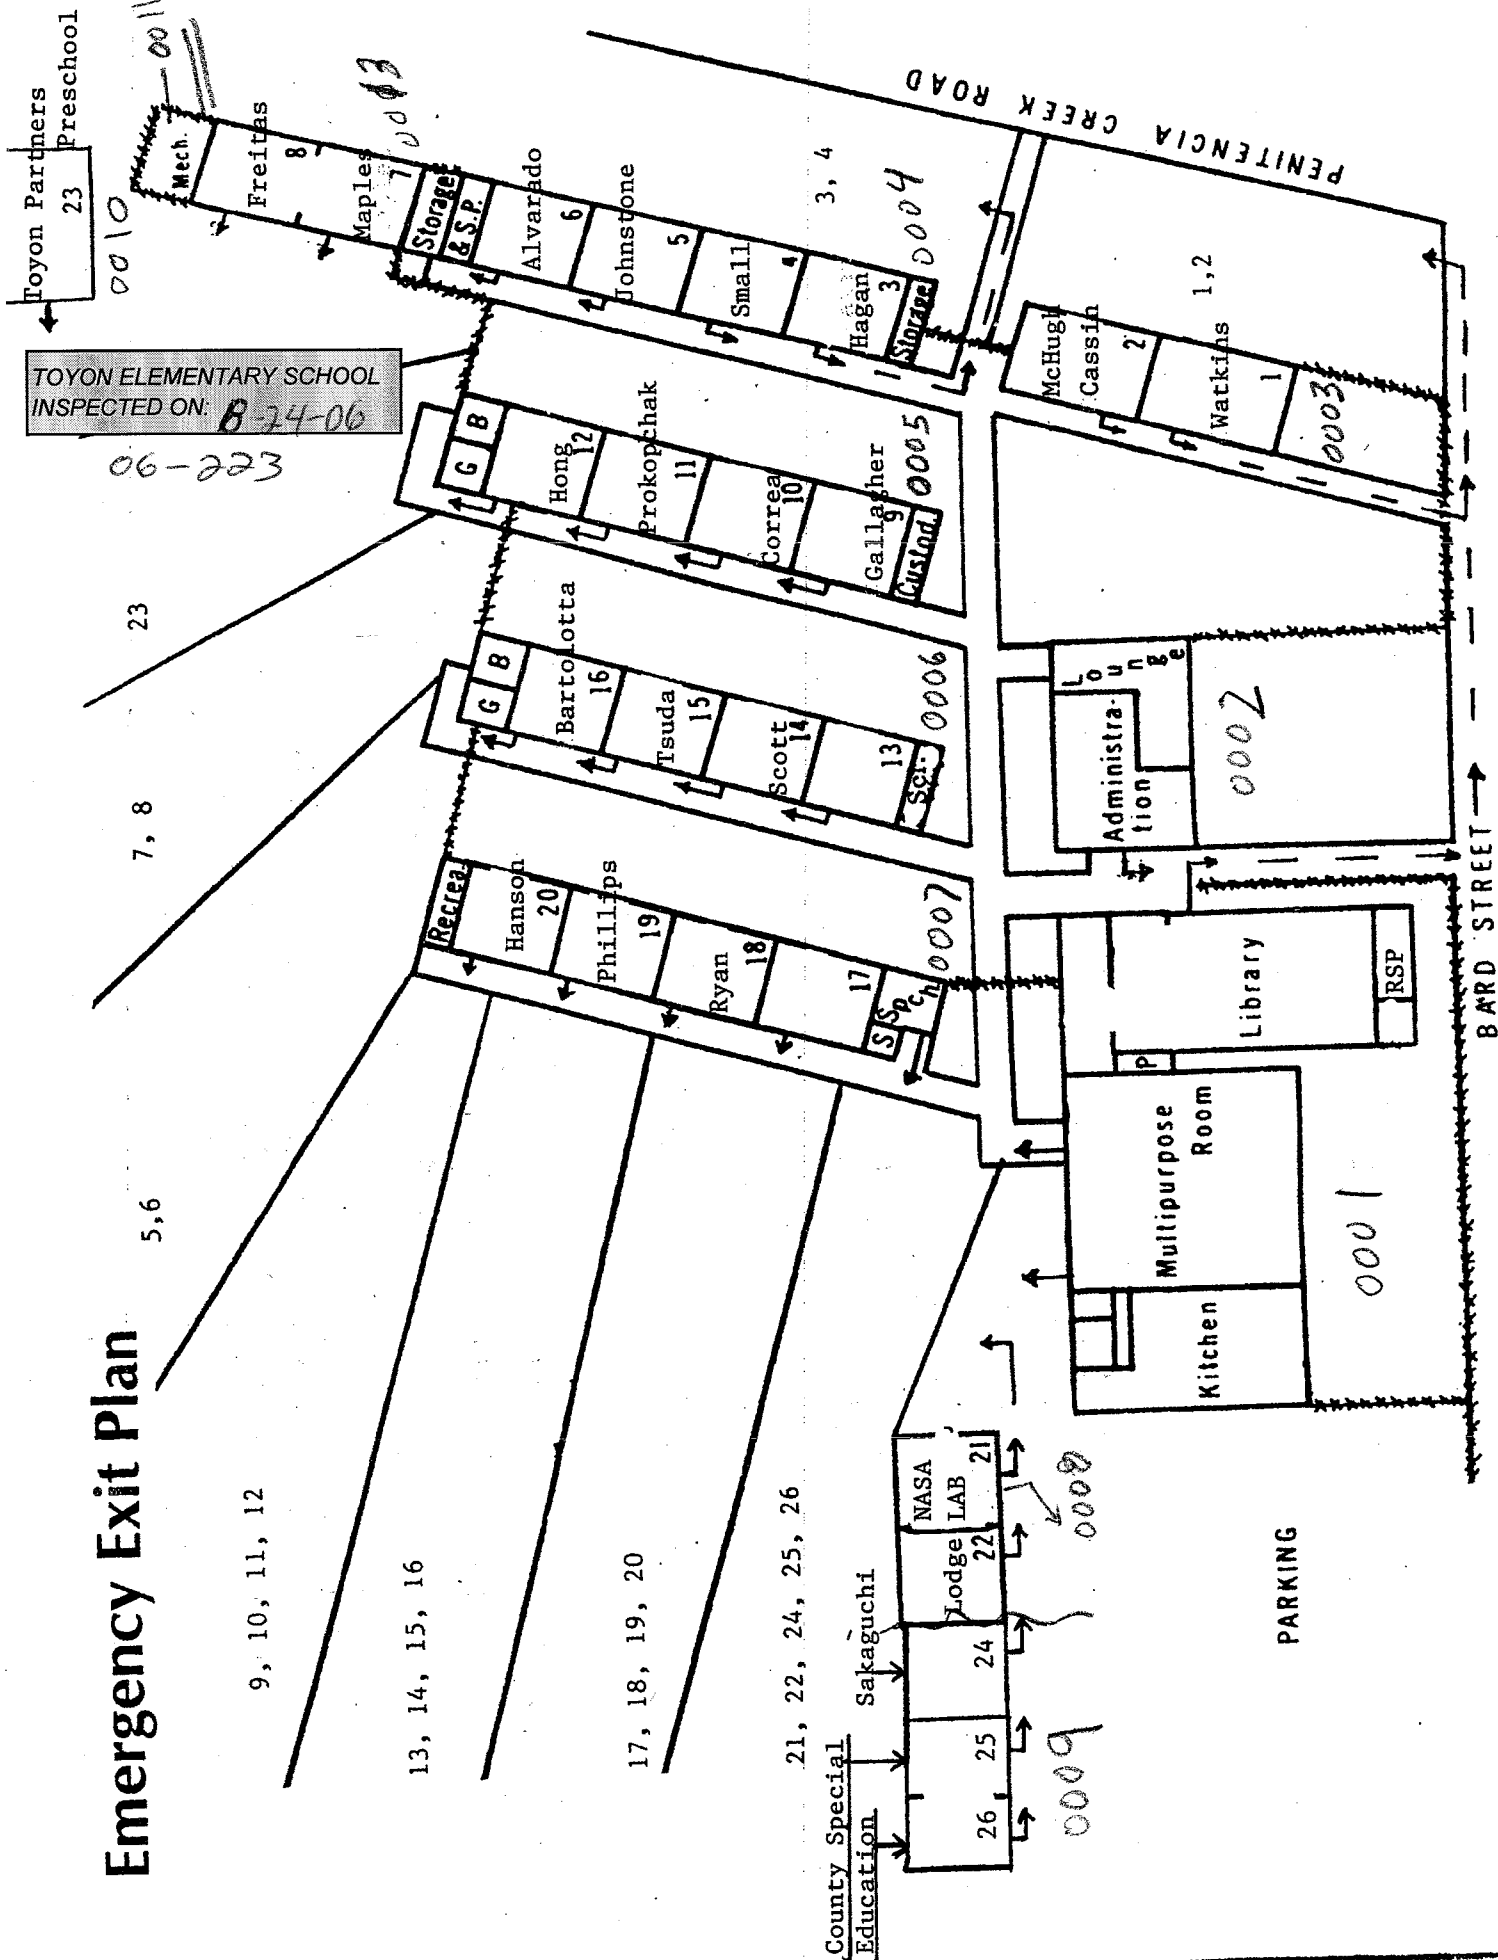 Emergency Exit Plan
Toyon Partners
Preschool
23
0010
TOYON ELEMENTARY SCHOOL
INSPECTED ON: 8-24-06
06-223
23
7, 8
5,6
9, 10, 11, 12
13, 14, 15, 16
17, 18, 19, 20
21, 22, 24, 25, 26
3, 4
1,2
Mech.
Freitas
8
Maples
7
Storage
& S.P.
Alvarado
6
Johnstone
5
Small
4
Hagan
3
Storage
0004
PENITENCIA CREEK ROAD
McHugh
Cassin
2
Watkins
1
0003
G
B
Hong
12
Prokopchak
11
Correa
10
Gallagher
9
Custod.
0005
G
B
Bartolotta
16
Tsuda
15
Scott
14
13
Sci.
0006
Recrea.
Hanson
20
Phillips
19
Ryan
18
17
S
Spch
0007
Lounge
Administra-
tion
0002
Library
RSP
P
Multipurpose
Room
Kitchen
0001
NASA
LAB
21
Lodge
22
0008
Sakaguchi
24
County Special
Education
25
26
0009
PARKING
BARD STREET